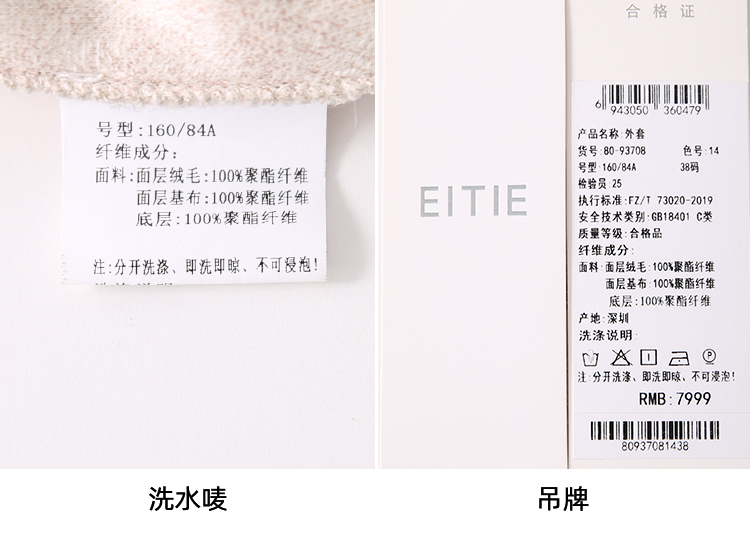 号型:160/84A
纤维成分:
面料:面层绒毛:100%聚酯纤维
面层基布:100%聚酯纤维
底层:100%聚酯纤维
注:分开洗涤、即洗即晾、不可浸泡!
EITIE
合格证
6 943050 360479
产品名称:外套
货号:80-93708 色号:14
号型:160/84A 38码
检验员:25
执行标准:FZ/T 73020-2019
安全技术类别:GB18401 C类
质量等级:合格品
纤维成分:
面料:面层绒毛:100%聚酯纤维
面层基布:100%聚酯纤维
底层:100%聚酯纤维
产地:深圳
洗涤说明:
注:分开洗涤、即洗即晾、不可浸泡!
RMB:7999
80937081438
洗水唛
吊牌